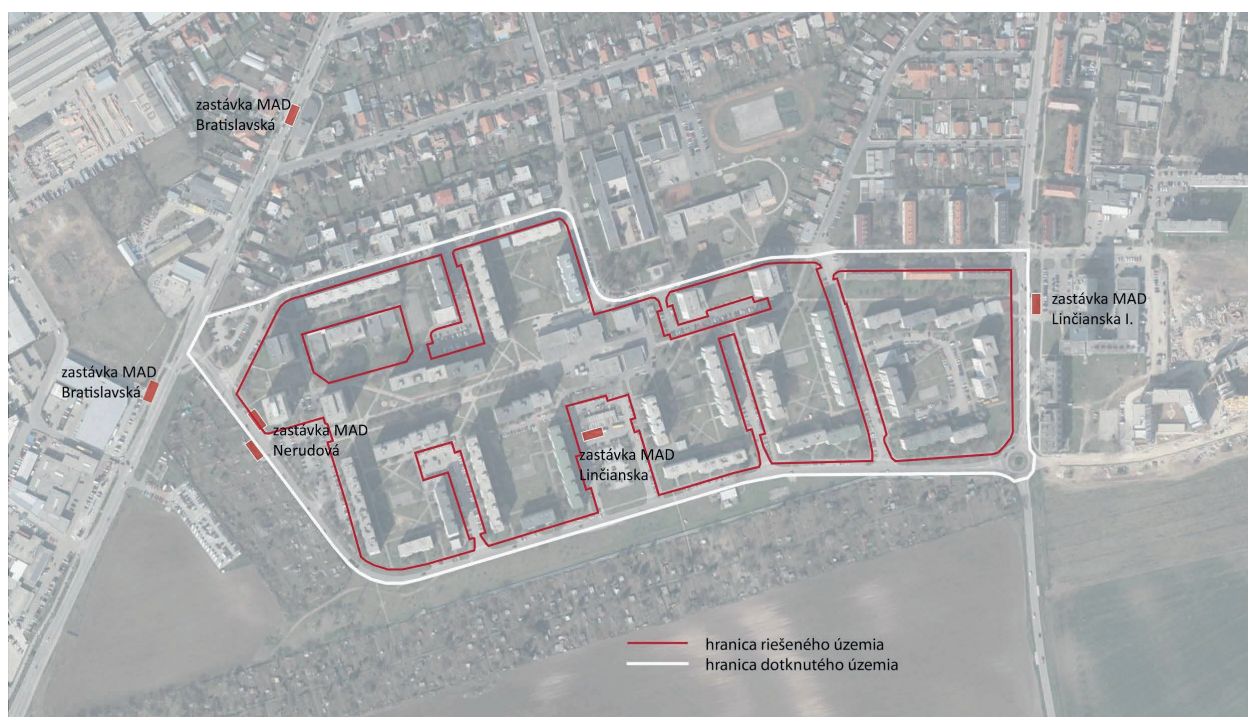 zastávka MAD
Bratislavská
zastávka MAD
Linčianska I.
zastávka MAD
Bratislavská
zastávka MAD
Nerudová
zastávka MAD
Linčianska
hranica riešeného územia
hranica dotknutého územia